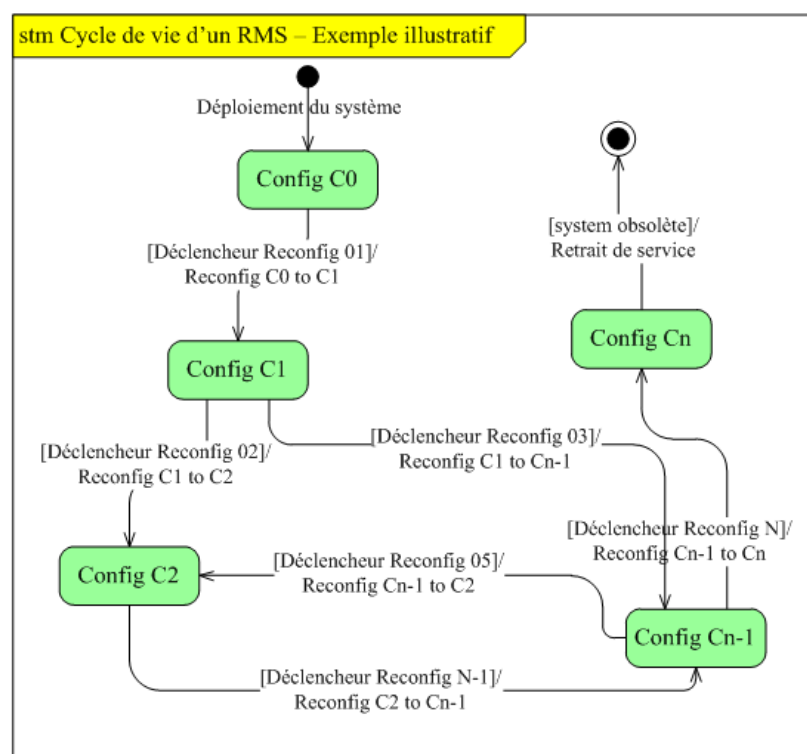 stm Cycle de vie d'un RMS – Exemple illustratif
Déploiement du système
Config C0
[Déclencheur Reconfig 01]/
Reconfig C0 to C1
[system obsolète]/
Retrait de service
Config Cn
Config C1
[Déclencheur Reconfig 02]/
Reconfig C1 to C2
[Déclencheur Reconfig 03]/
Reconfig C1 to Cn-1
[Déclencheur Reconfig N]/
Reconfig Cn-1 to Cn
Config C2
[Déclencheur Reconfig 05]/
Reconfig Cn-1 to C2
Config Cn-1
[Déclencheur Reconfig N-1]/
Reconfig C2 to Cn-1